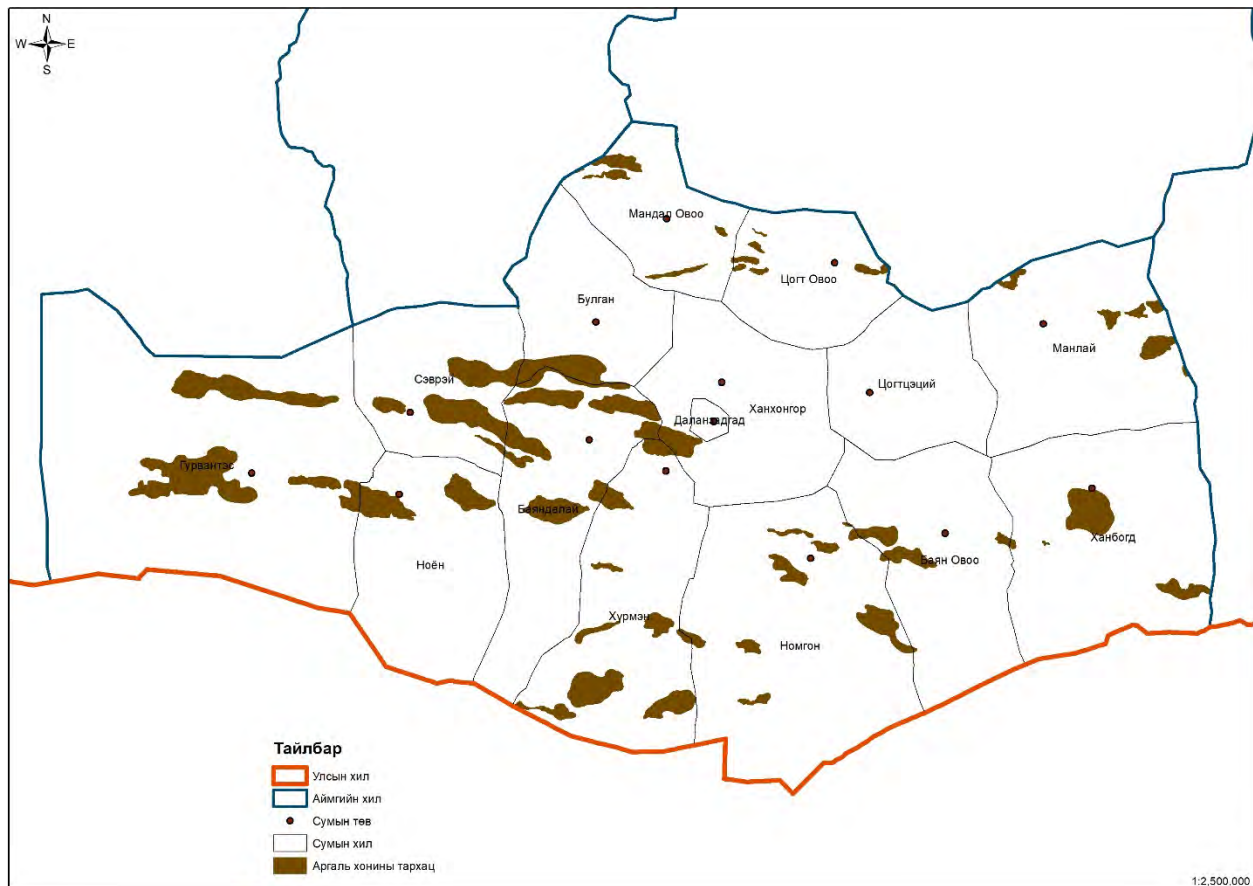 N
W E
S
Мандал Овоо
Цогт Овоо
Булган
Манлай
Сэврэй
Цогтцэций
Ханхонгор
Даланзадгад
Гурвантэс
Баяндалай
Ханбогд
Ноён
Баян Овоо
Хүрмэн
Номгон
Тайлбар
Улсын хил
Аймгийн хил
Сумын төв
Сумын хил
Аргаль хонины тархац
1:2,500,000